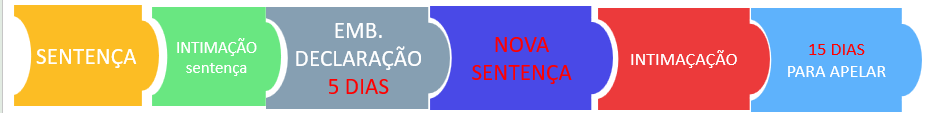 SENTENÇA
INTIMAÇÃO
sentença
EMB.
DECLARAÇÃO
5 DIAS
NOVA
SENTENÇA
INTIMAÇAÇÃO
15 DIAS
PARA APELAR